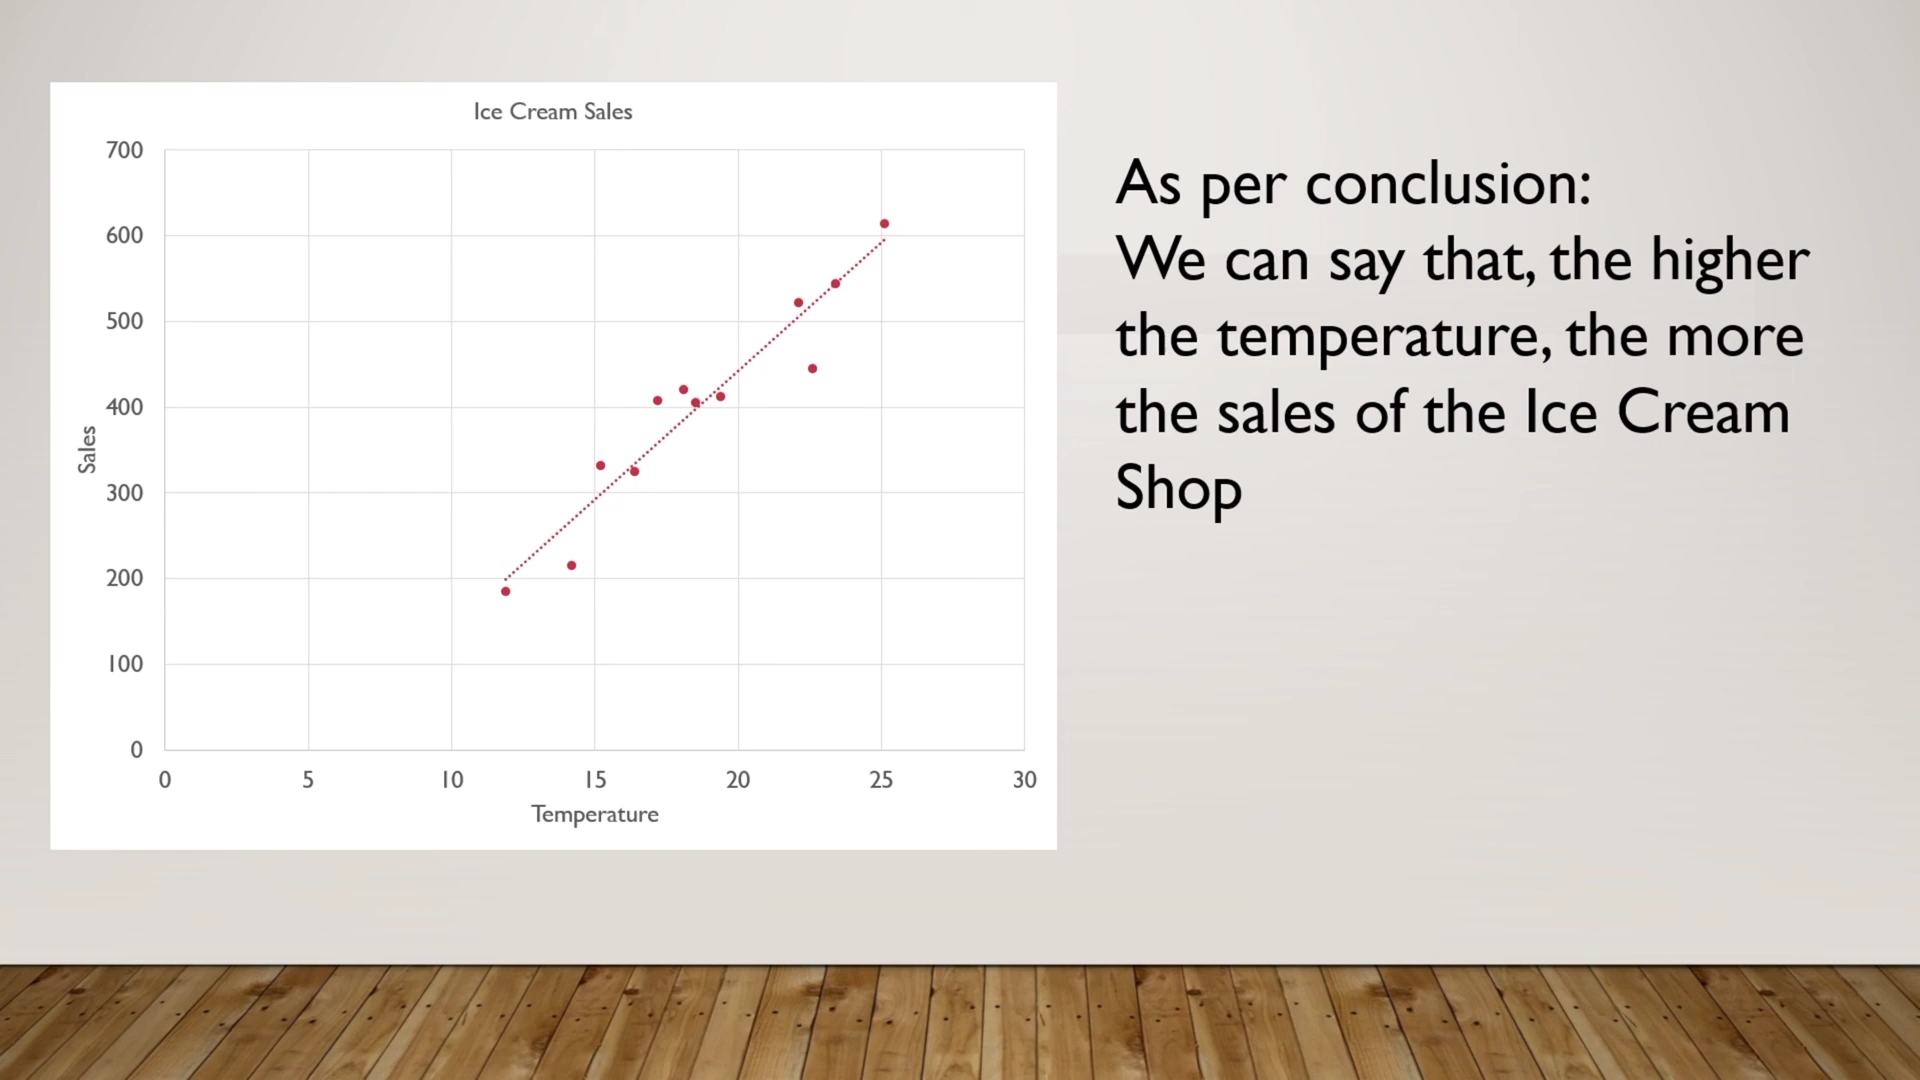 Ice Cream Sales
700
600
500
400
300
200
100
0
Sales
0 5 10 15 20 25 30
Temperature
As per conclusion:
We can say that, the higher
the temperature, the more
the sales of the Ice Cream
Shop